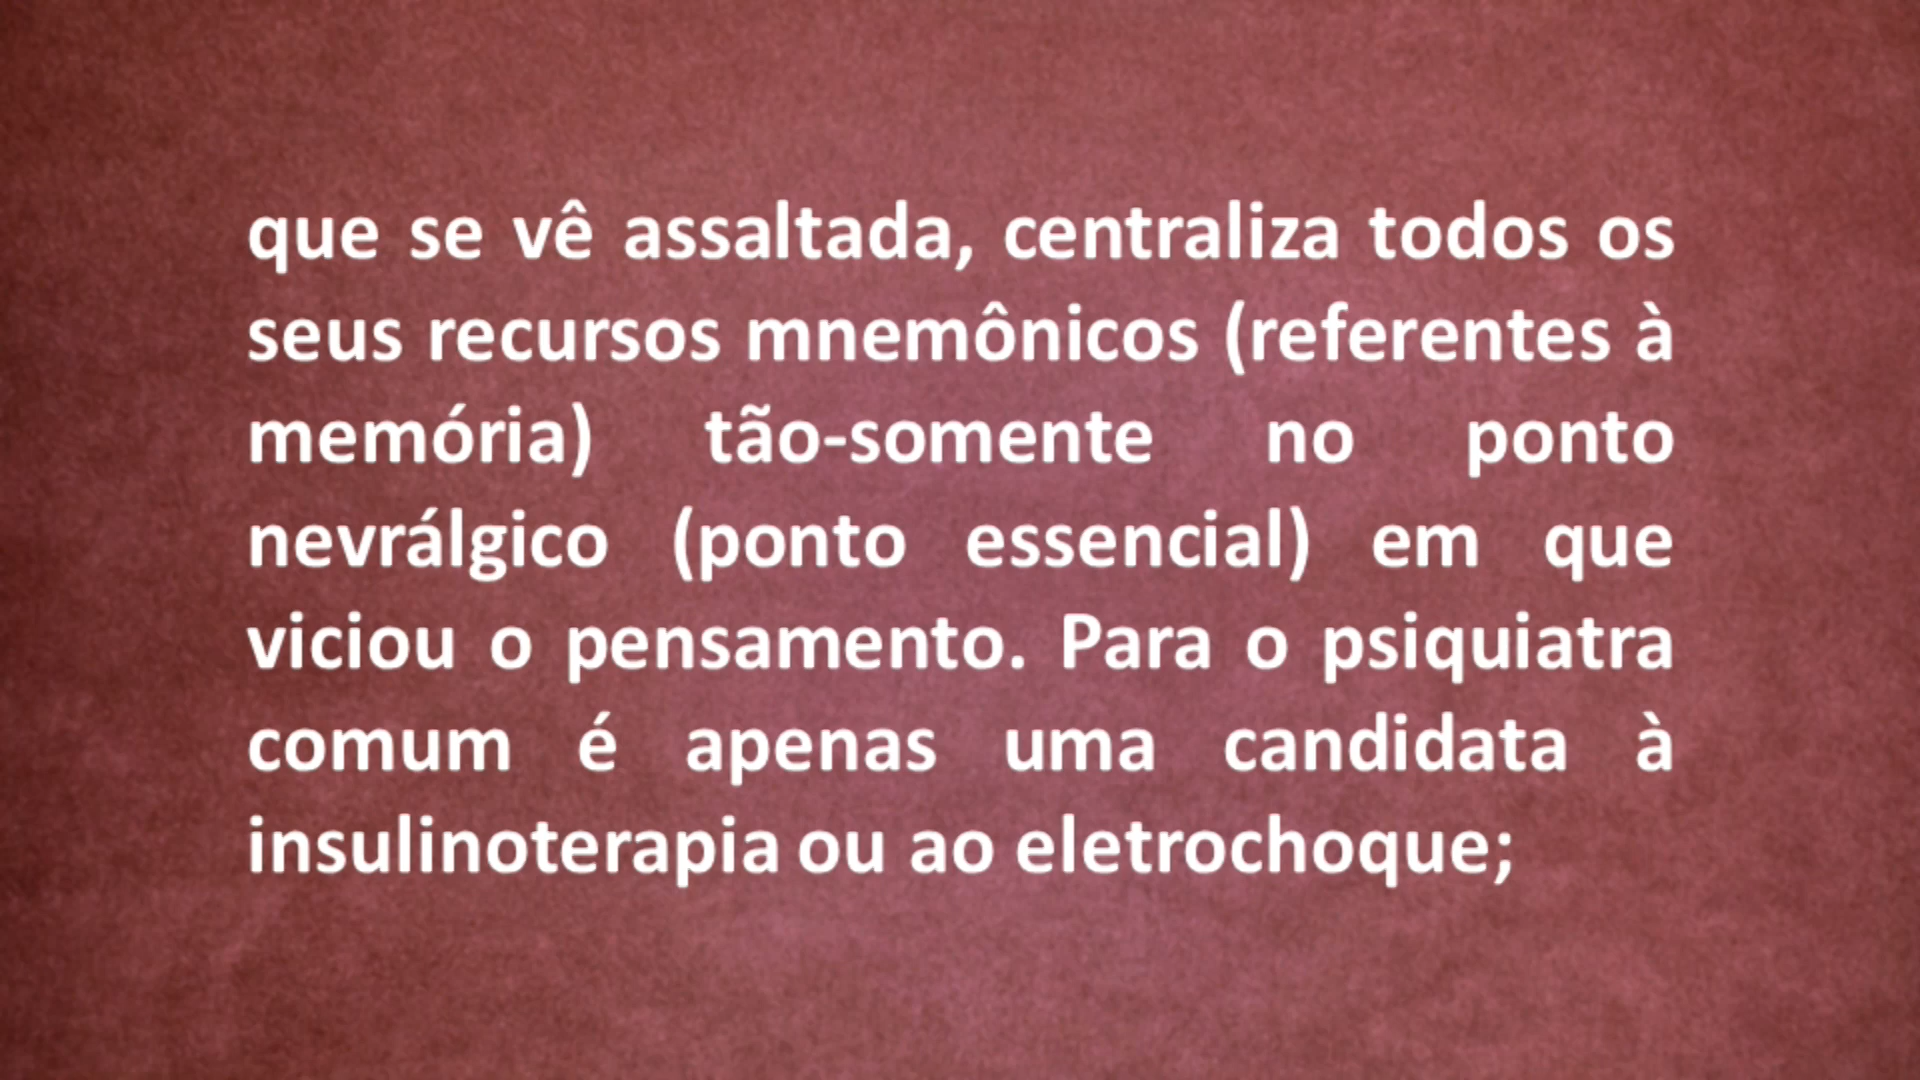 que se vê assaltada, centraliza todos os
seus recursos mnemônicos (referentes à
memória) tão-somente no ponto
nevrálgico (ponto essencial) em que
viciou o pensamento. Para o psiquiatra
comum é apenas uma candidata à
insulinoterapia ou ao eletrochoque;